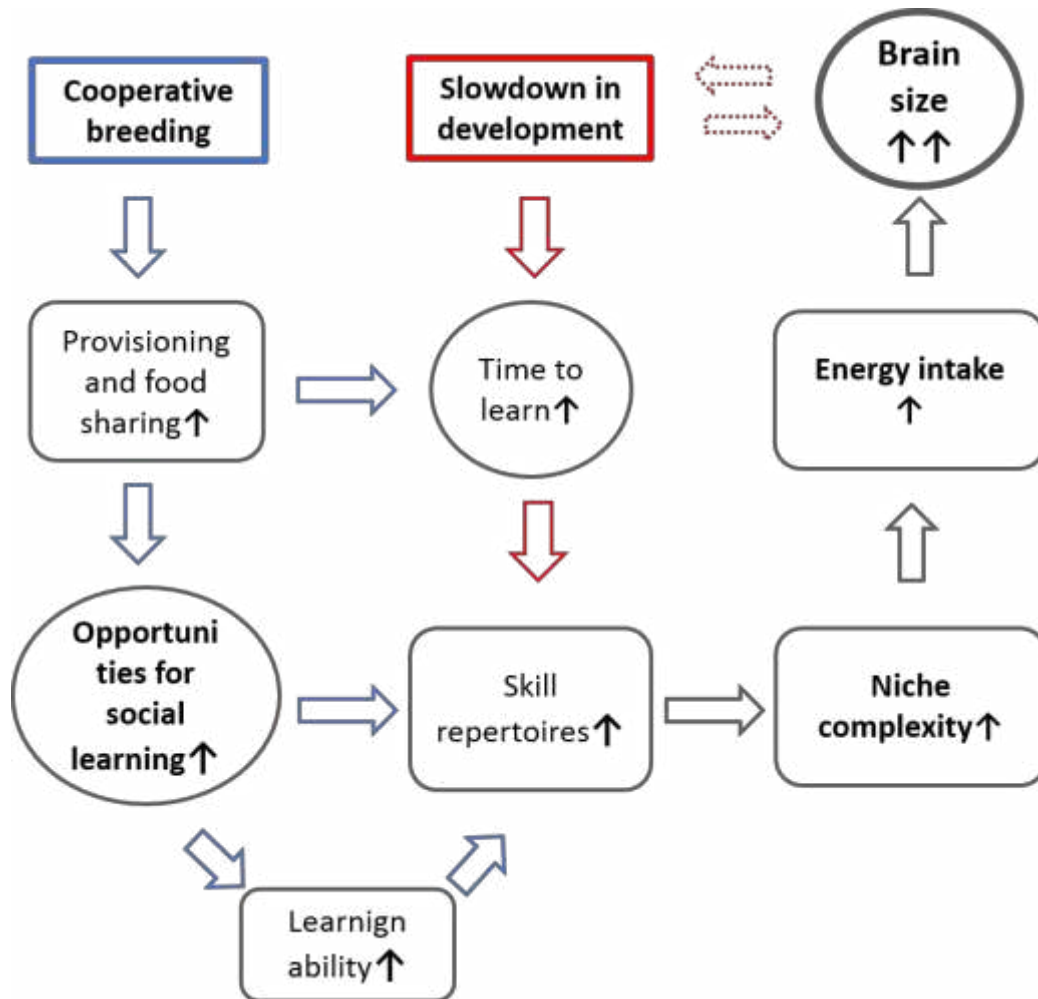 Cooperative
breeding
Slowdown in
development
Brain
size
↑↑
Provisioning
and food
sharing↑
Time to
learn↑
Energy intake
↑
Opportuni
ties for
social
learning↑
Skill
repertoires↑
Niche
complexity↑
Learnign
ability↑